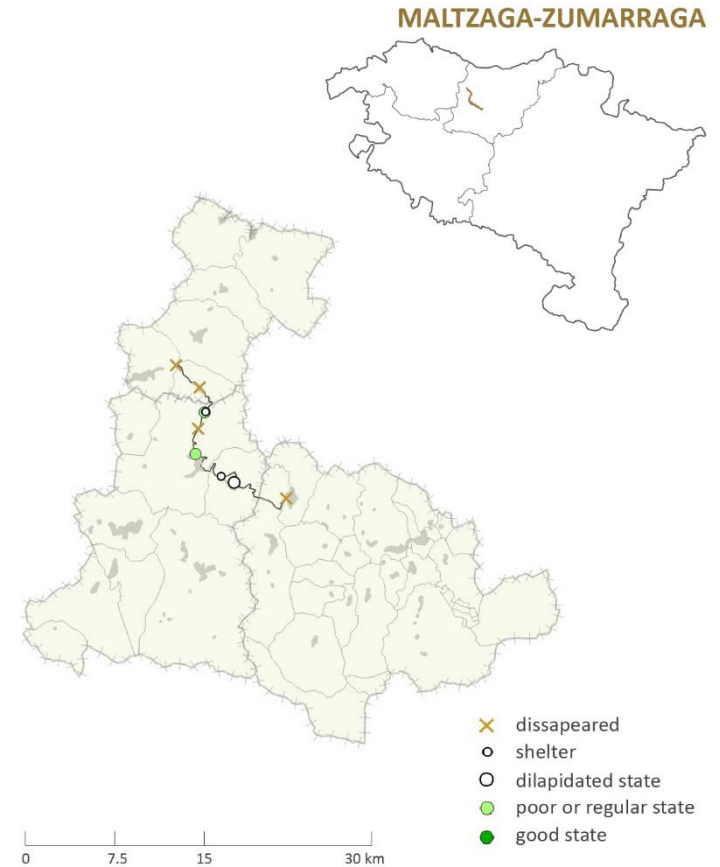 MALTZAGA-ZUMARRAGA
dissapeared
shelter
dilapidated state
poor or regular state
good state
0 7.5 15 30 km